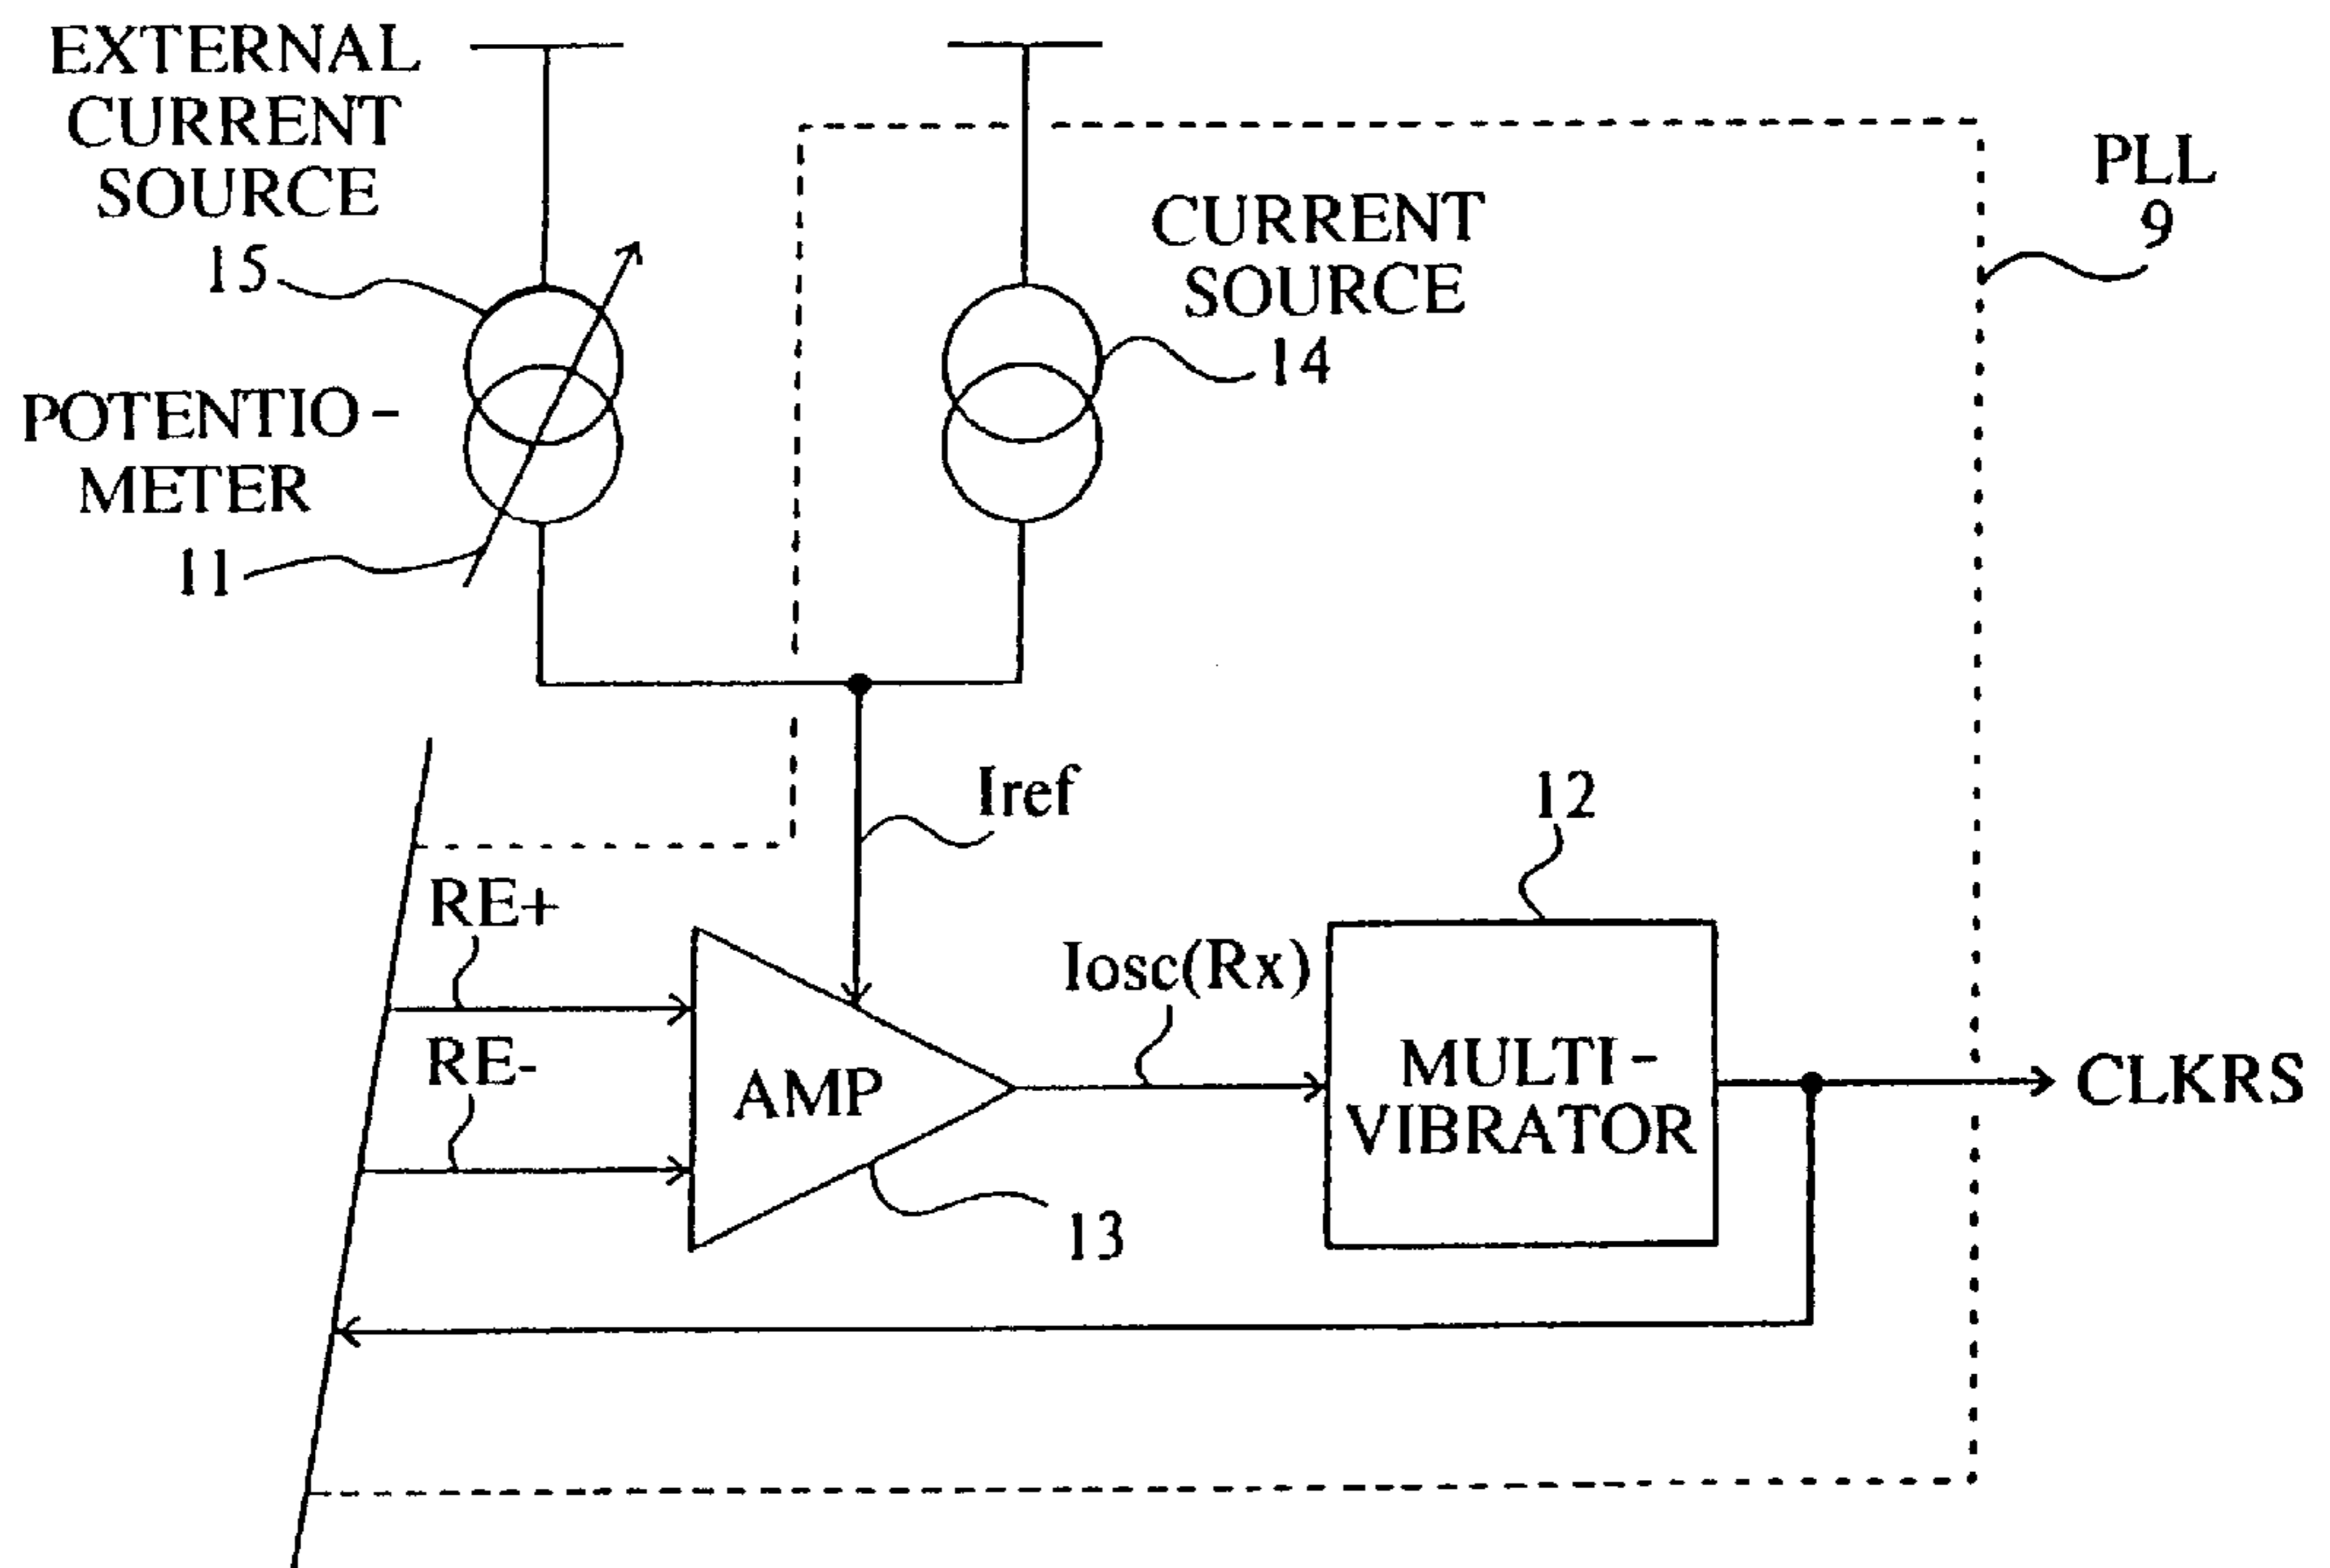 EXTERNAL
CURRENT
SOURCE
15
POTENTIO-
METER
11
CURRENT
SOURCE
14
PLL
9
Iref
12
RE+
RE-
AMP
13
Iosc(Rx)
MULTI-
VIBRATOR
CLKRS